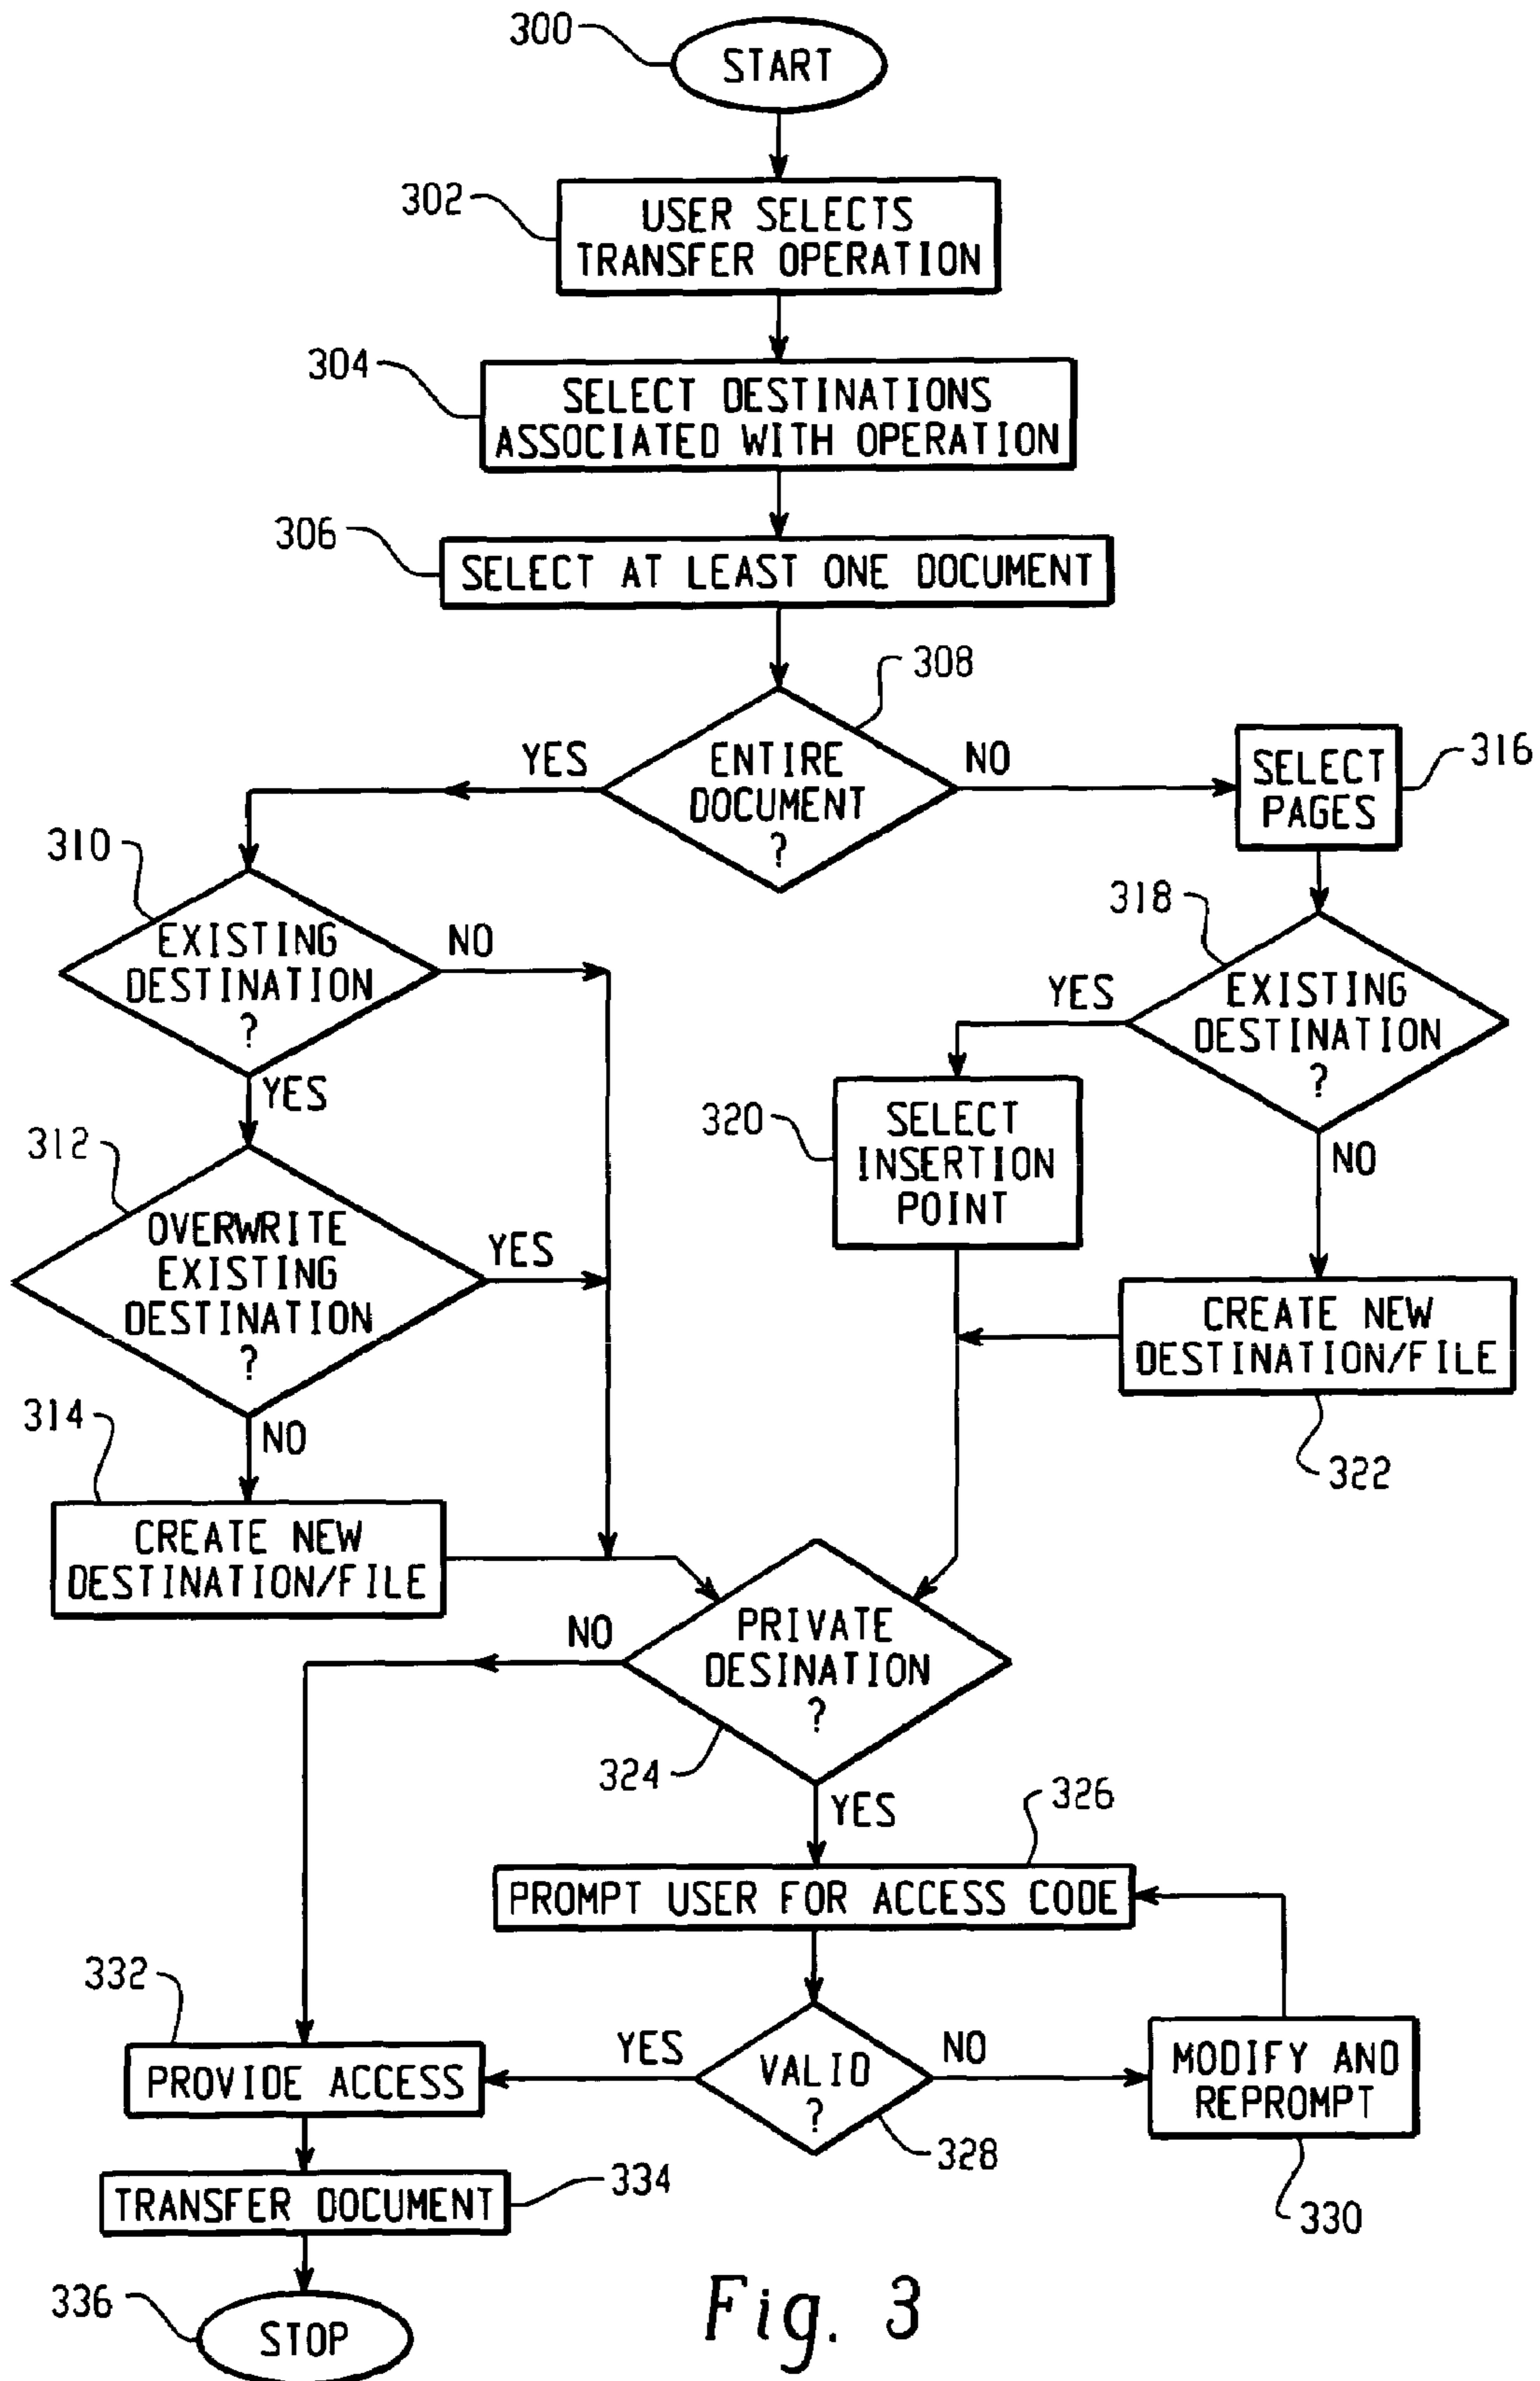 300
START
302
USER SELECTS
TRANSFER OPERATION
304
SELECT DESTINATIONS
ASSOCIATED WITH OPERATION
306
SELECT AT LEAST ONE DOCUMENT
308
ENTIRE
DOCUMENT
?
YES
NO
SELECT
PAGES
316
310
EXISTING
DESTINATION
?
NO
YES
318
EXISTING
DESTINATION
?
YES
NO
312
OVERWRITE
EXISTING
DESTINATION
?
YES
NO
320
SELECT
INSERTION
POINT
CREATE NEW
DESTINATION/FILE
322
314
CREATE NEW
DESTINATION/FILE
PRIVATE
DESINATION
?
NO
324
YES
326
PROMPT USER FOR ACCESS CODE
332
PROVIDE ACCESS
YES
VALID
?
NO
328
MODIFY AND
REPROMPT
330
TRANSFER DOCUMENT
334
336
STOP
Fig. 3